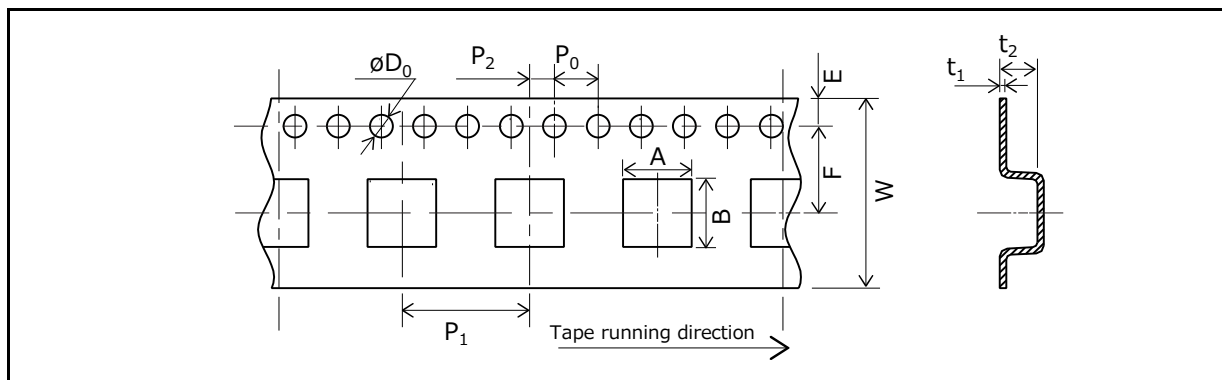 t₂
øD₀
P₂
P₀
t₁
E
A
F
W
B
P₁
Tape running direction